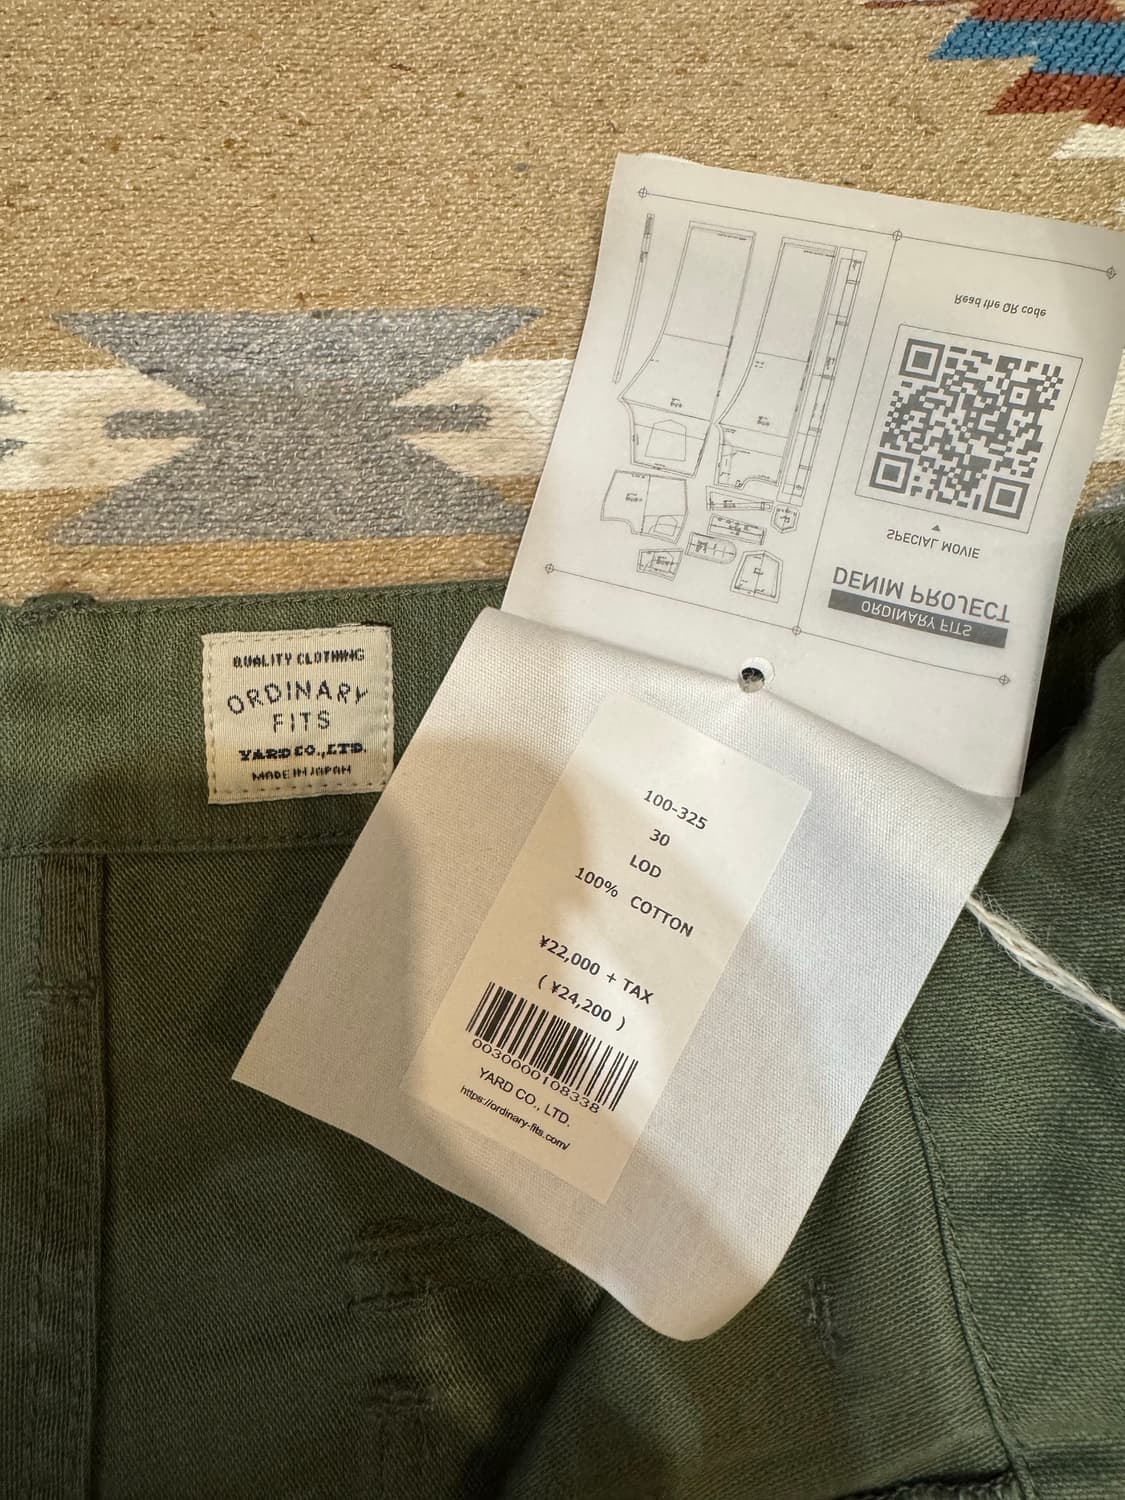 Read the QR code
SPECIAL MOVIE
DENIM PROJECT
ORDINARY FITS
QUALITY CLOTHING
ORDINARY
FITS
YARD CO.,LTD.
MADE IN JAPAN
100-325
30
LOD
100% COTTON
¥22,000 + TAX
( ¥24,200 )
0030000108338
YARD CO., LTD.
https://ordinary-fits.com/